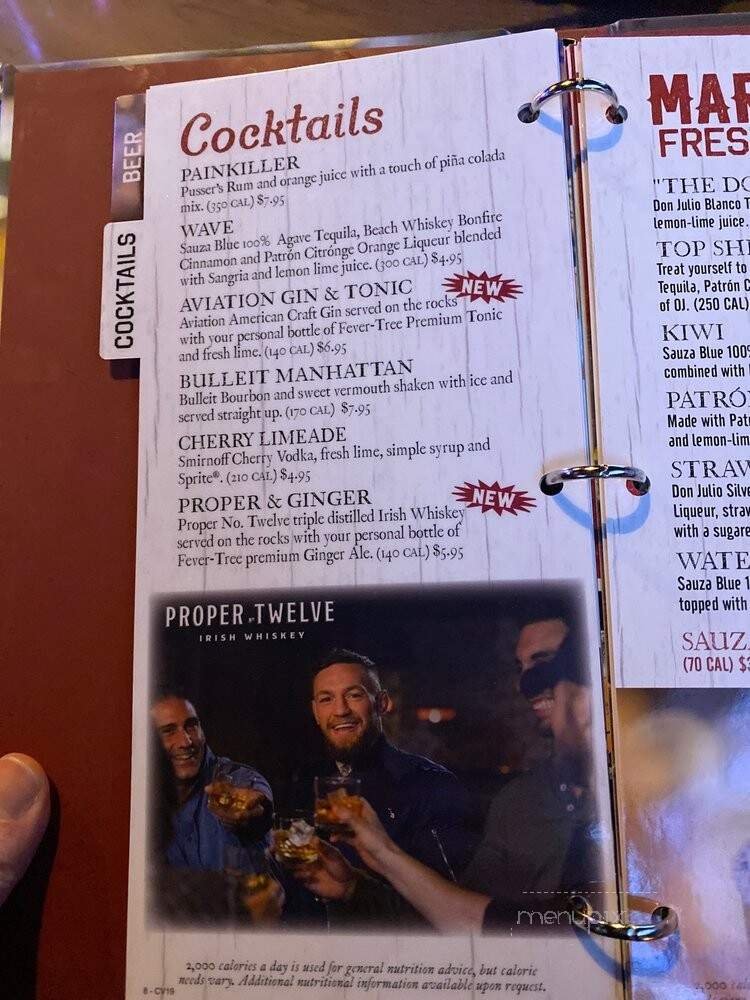 Cocktails
BEER
COCKTAILS
PAINKILLER
Pusser's Rum and orange juice with a touch of piña colada
mix. (350 CAL) $7.95
WAVE
Sauza Blue 100% Agave Tequila, Beach Whiskey Bonfire
Cinnamon and Patrón Citrónge Orange Liqueur blended
with Sangria and lemon lime juice. (300 CAL) $4.95
AVIATION GIN & TONIC NEW
Aviation American Craft Gin served on the rocks
with your personal bottle of Fever-Tree Premium Tonic
and fresh lime. (140 CAL) $6.95
BULLEIT MANHATTAN
Bulleit Bourbon and sweet vermouth shaken with ice and
served straight up. (170 CAL) $7.95
CHERRY LIMEADE
Smirnoff Cherry Vodka, fresh lime, simple syrup and
Sprite®. (210 CAL) $4.95
PROPER & GINGER NEW
Proper No. Twelve triple distilled Irish Whiskey
served on the rocks with your personal bottle of
Fever-Tree premium Ginger Ale. (140 CAL) $5.95
PROPER Nº TWELVE
IRISH WHISKEY
menupix
2,000 calories a day is used for general nutrition advice, but calorie
needs vary. Additional nutritional information available upon request.
8 - CV19
MAR
FRES
"THE DO
Don Julio Blanco T
lemon-lime juice.
TOP SHE
Treat yourself to
Tequila, Patrón C
of OJ. (250 CAL)
KIWI
Sauza Blue 100%
combined with
PATRÓN
Made with Patr
and lemon-lim
STRAW
Don Julio Silve
Liqueur, straw
with a sugare
WATE
Sauza Blue 1
topped with
SAUZA
(70 CAL) $3